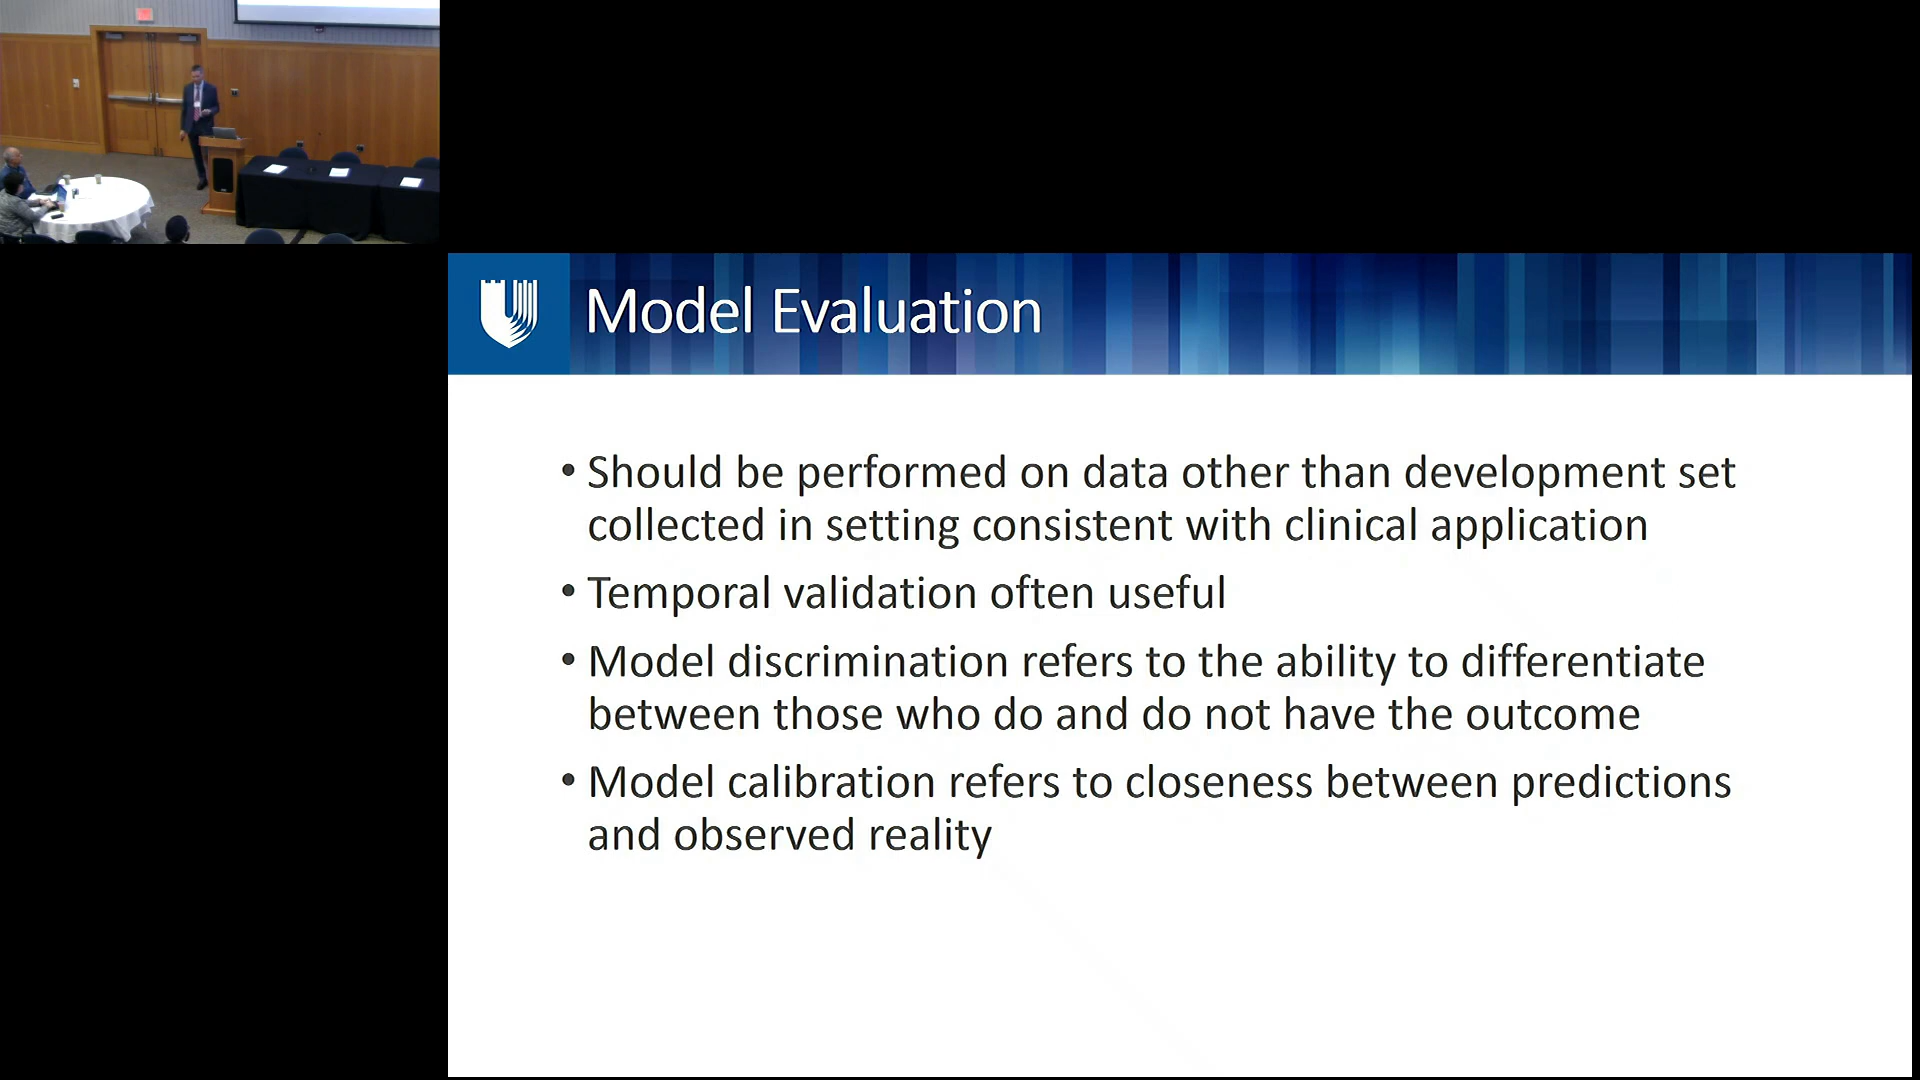 Model Evaluation
• Should be performed on data other than development set
collected in setting consistent with clinical application
• Temporal validation often useful
• Model discrimination refers to the ability to differentiate
between those who do and do not have the outcome
• Model calibration refers to closeness between predictions
and observed reality